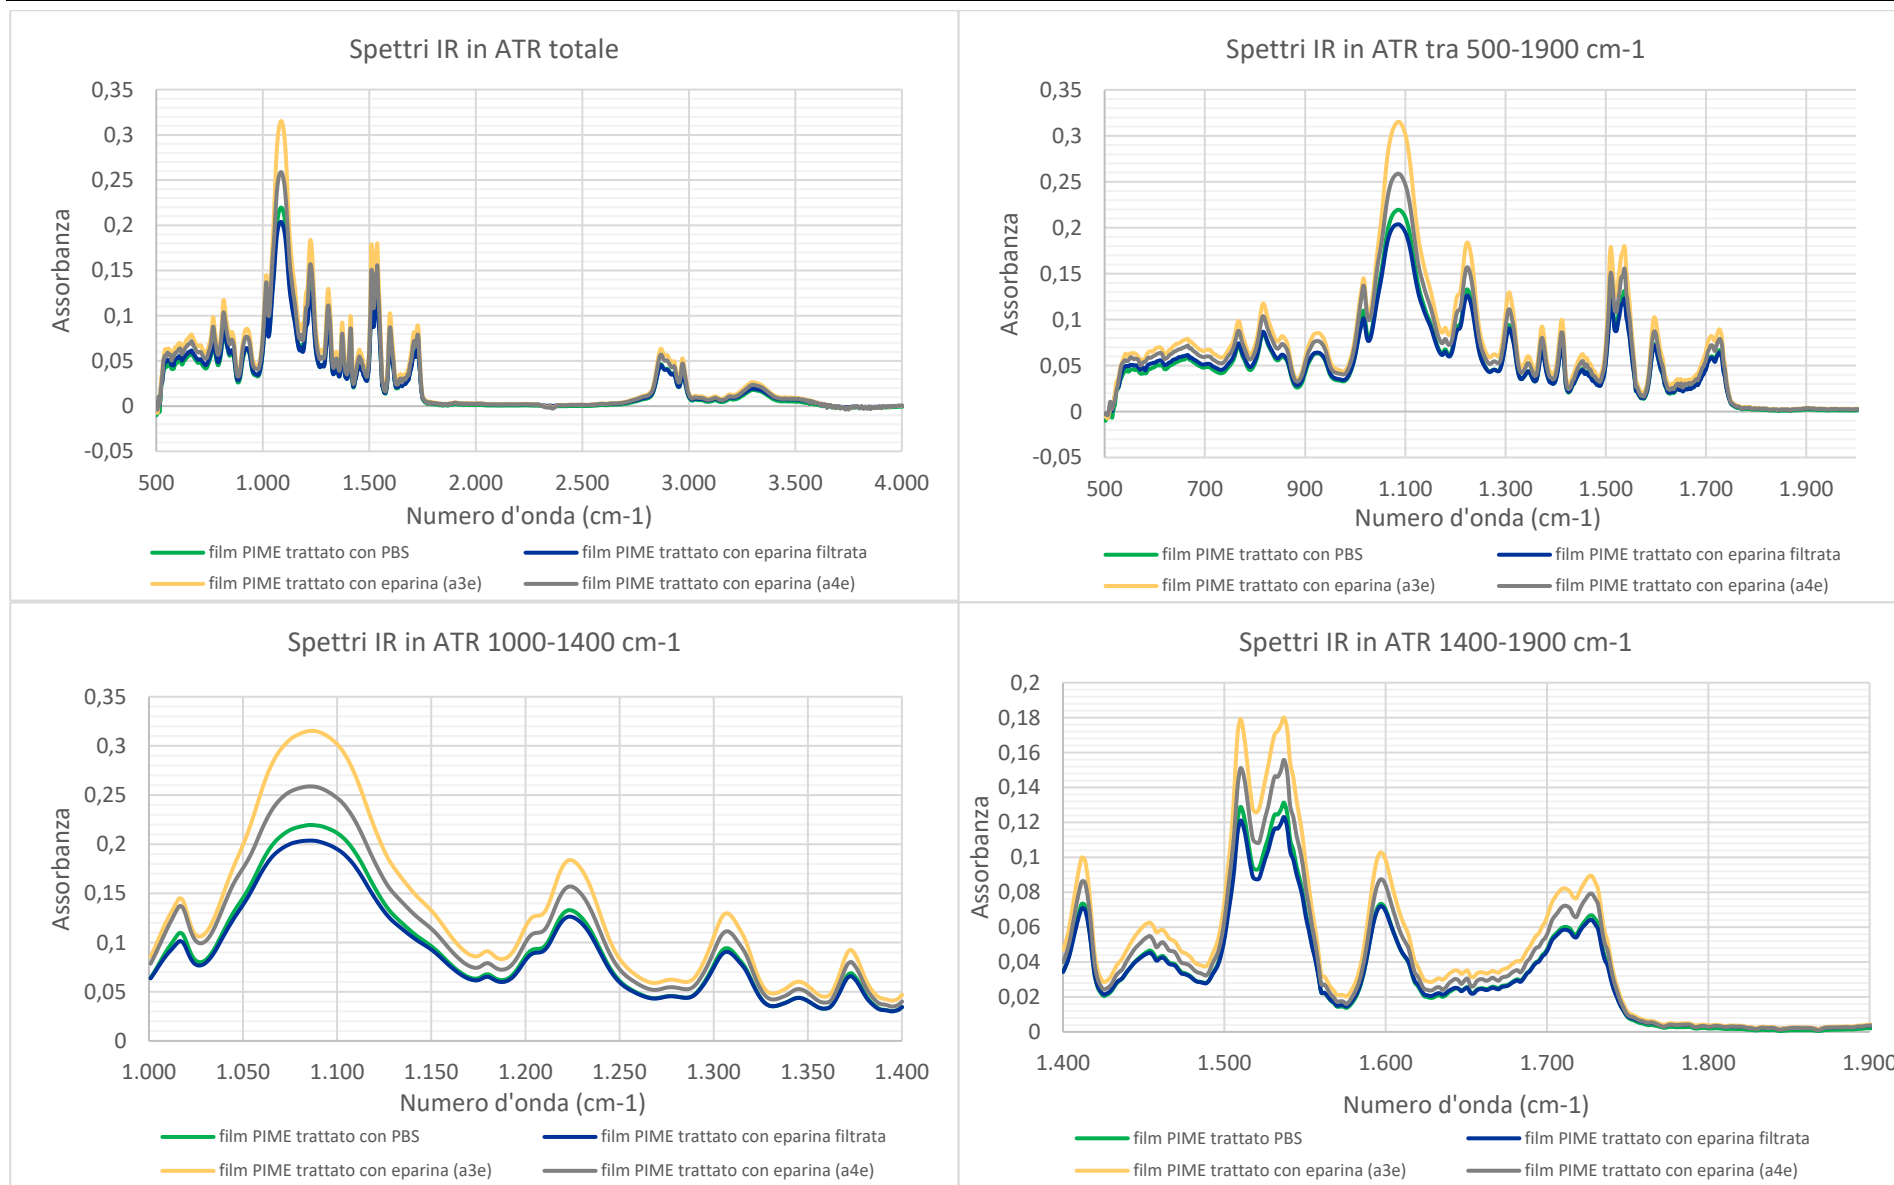 Spettri IR in ATR totale
0,35
0,3
0,25
0,2
0,15
0,1
0,05
0
-0,05
Assorbanza
500 1.000 1.500 2.000 2.500 3.000 3.500 4.000
Numero d'onda (cm-1)
film PIME trattato con PBS film PIME trattato con eparina filtrata
film PIME trattato con eparina (a3e) film PIME trattato con eparina (a4e)
Spettri IR in ATR tra 500-1900 cm-1
0,35
0,3
0,25
0,2
0,15
0,1
0,05
0
-0,05
Assorbanza
500 700 900 1.100 1.300 1.500 1.700 1.900
Numero d'onda (cm-1)
film PIME trattato con PBS film PIME trattato con eparina filtrata
film PIME trattato con eparina (a3e) film PIME trattato con eparina (a4e)
Spettri IR in ATR 1000-1400 cm-1
0,35
0,3
0,25
0,2
0,15
0,1
0,05
0
Assorbanza
1.000 1.050 1.100 1.150 1.200 1.250 1.300 1.350 1.400
Numero d'onda (cm-1)
film PIME trattato con PBS film PIME trattato con eparina filtrata
film PIME trattato con eparina (a3e) film PIME trattato con eparina (a4e)
Spettri IR in ATR 1400-1900 cm-1
0,2
0,18
0,16
0,14
0,12
0,1
0,08
0,06
0,04
0,02
0
Assorbanza
1.400 1.500 1.600 1.700 1.800 1.900
Numero d'onda (cm-1)
film PIME trattato PBS film PIME trattato con eparina filtrata
film PIME trattato con eparina (a3e) film PIME trattato con eparina (a4e)